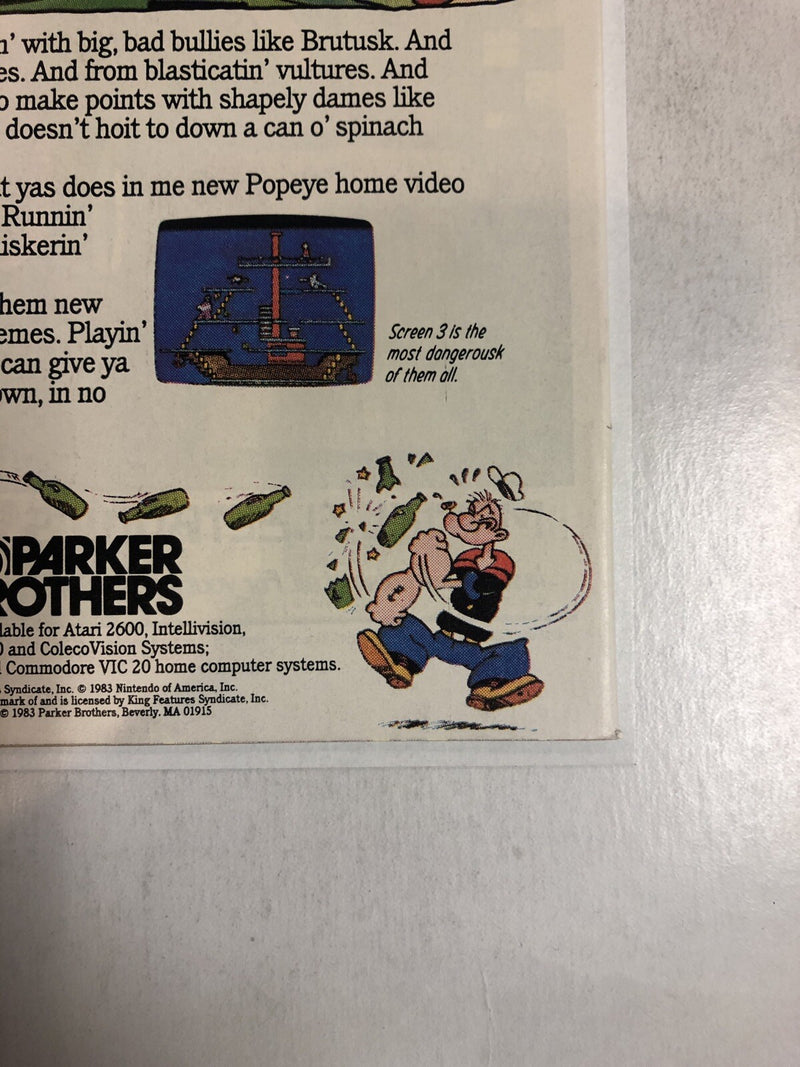 n' with big, bad bullies like Brutusk. And
es. And from blasticatin' vultures. And
o make points with shapely dames like
doesn't hoit to down a can o' spinach
t yas does in me new Popeye home video
Runnin'
iskerin'
hem new
emes. Playin'
can give ya
own, in no
Screen 3 is the
most dangerousk
of them all.
PARKER
ROTHERS
lable for Atari 2600, Intellivision,
0 and ColecoVision Systems;
Commodore VIC 20 home computer systems.
Syndicate, Inc. © 1983 Nintendo of America, Inc.
mark of and is licensed by King Features Syndicate, Inc.
© 1983 Parker Brothers, Beverly, MA 01915